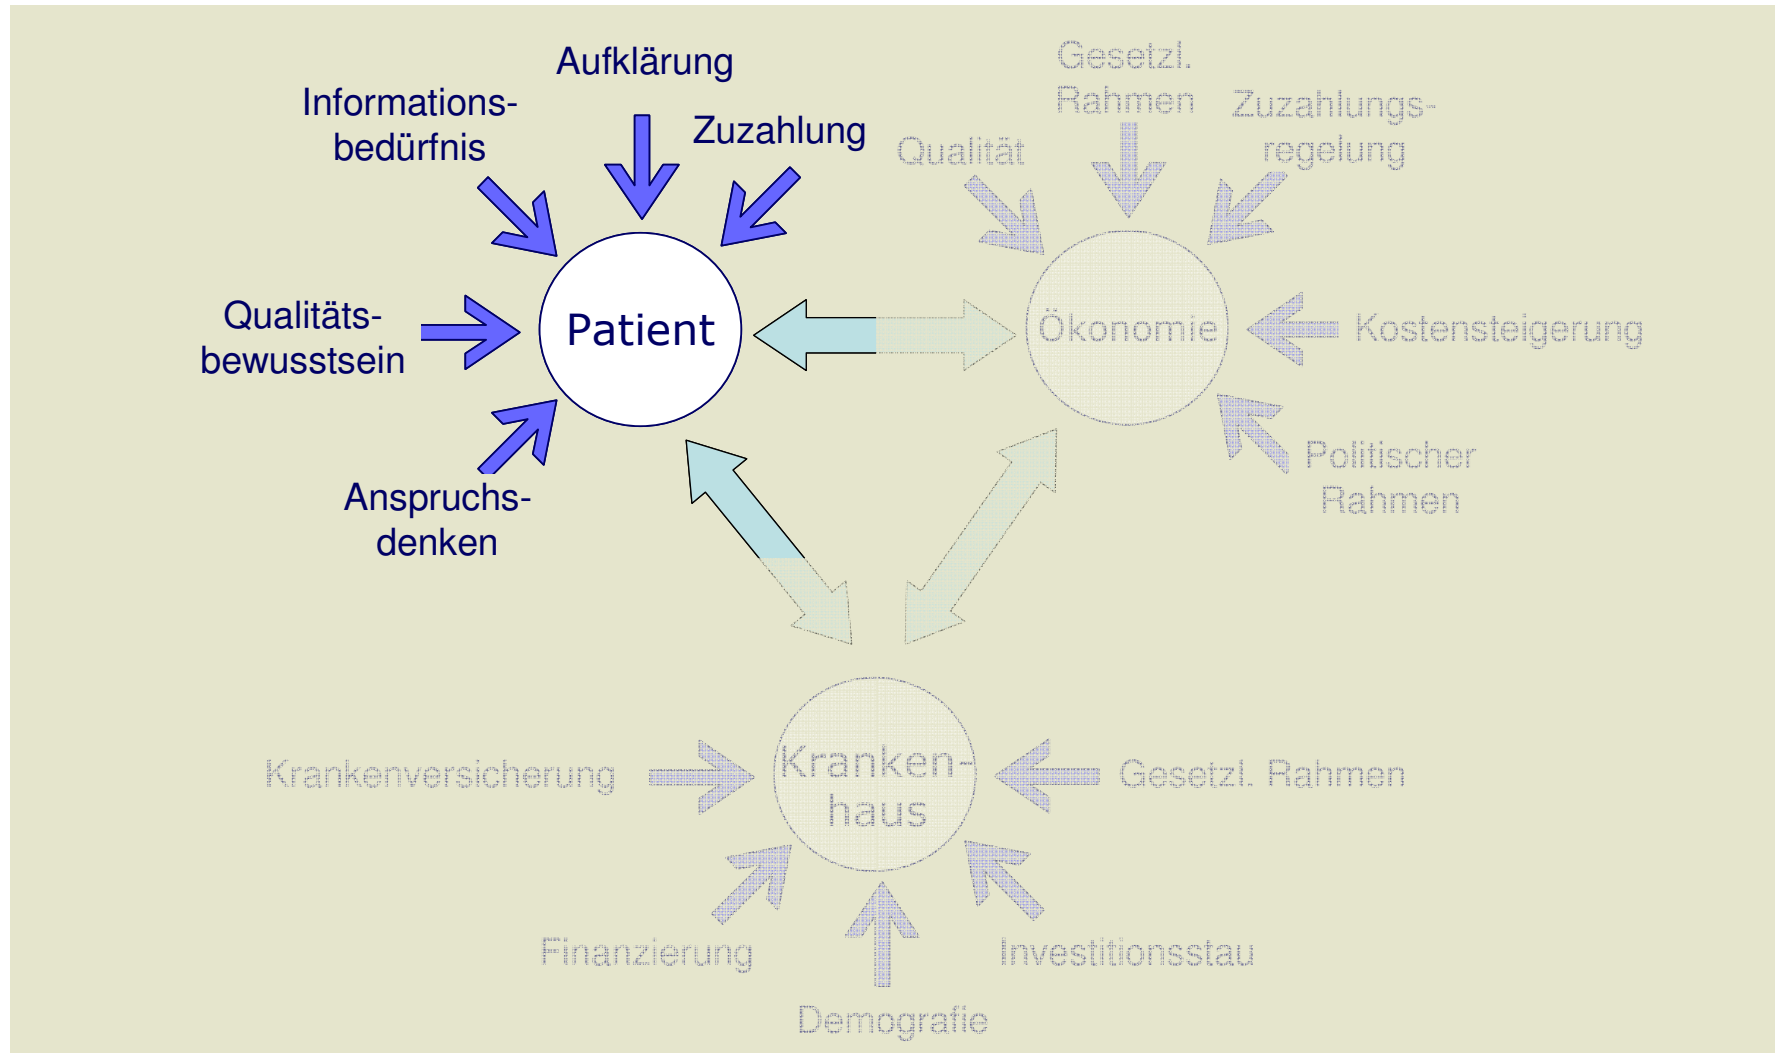 Aufklärung
Informations-
bedürfnis
Zuzahlung
Qualitäts-
bewusstsein
Patient
Anspruchs-
denken
Gesetzl.
Rahmen
Zuzahlungs-
regelung
Qualität
Ökonomie
Kostensteigerung
Politischer
Rahmen
Kranken-
haus
Krankenversicherung
Gesetzl. Rahmen
Finanzierung
Investitionsstau
Demografie